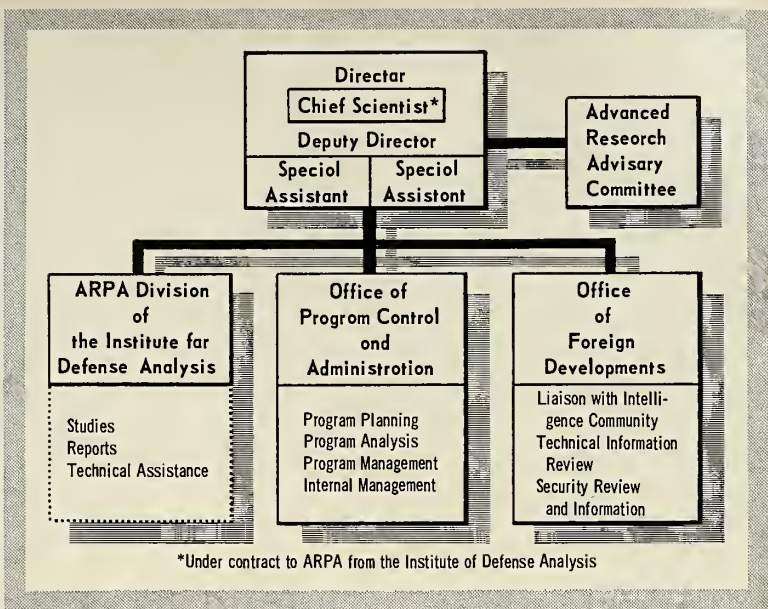 Directar
Chief Scientist*
Deputy Director
Speciol
Assistant
Speciol
Assistont
Advanced
Research
Advisary
Committee
ARPA Division
of
the Institute far
Defense Analysis
Studies
Reports
Technical Assistance
Office of
Program Control
ond
Administrotion
Program Planning
Program Analysis
Program Management
Internal Management
Office
of
Foreign
Developments
Liaison with Intelli-
gence Community
Technical Information
Review
Security Review
and Information
*Under contract to ARPA from the Institute of Defense Analysis